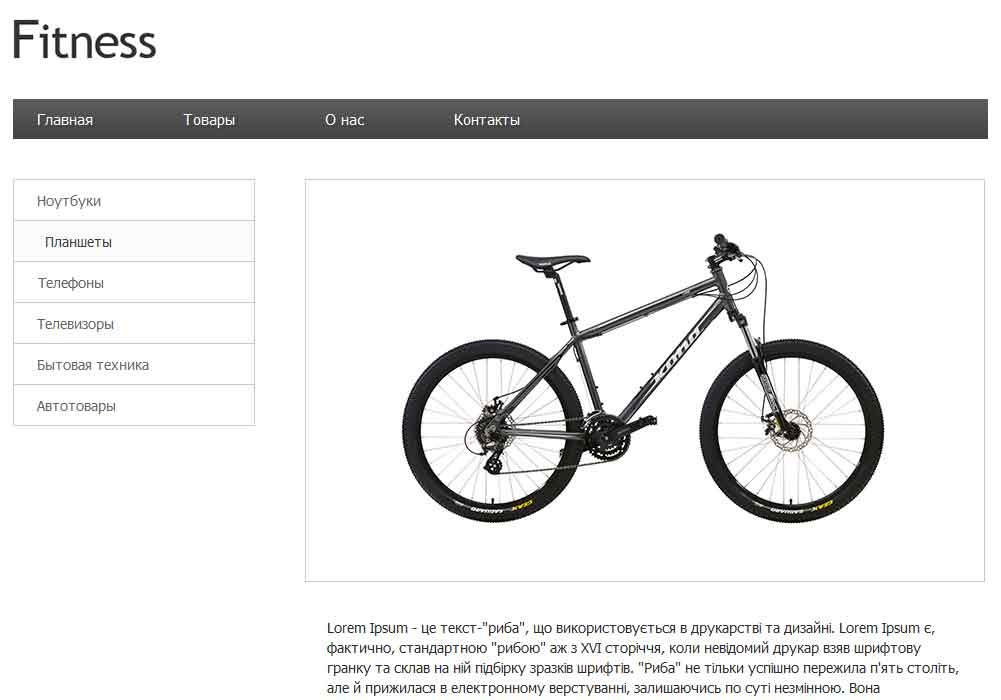 Fitness
Главная Товары О нас Контакты
Ноутбуки
Планшеты
Телефоны
Телевизоры
Бытовая техника
Автотовары
KONA
Lorem Ipsum - це текст-"риба", що використовується в друкарстві та дизайні. Lorem Ipsum є,
фактично, стандартною "рибою" аж з XVI сторіччя, коли невідомий друкар взяв шрифтову
гранку та склав на ній підбірку зразків шрифтів. "Риба" не тільки успішно пережила п'ять століть,
але й прижилася в електронному верстуванні, залишаючись по суті незмінною. Вона